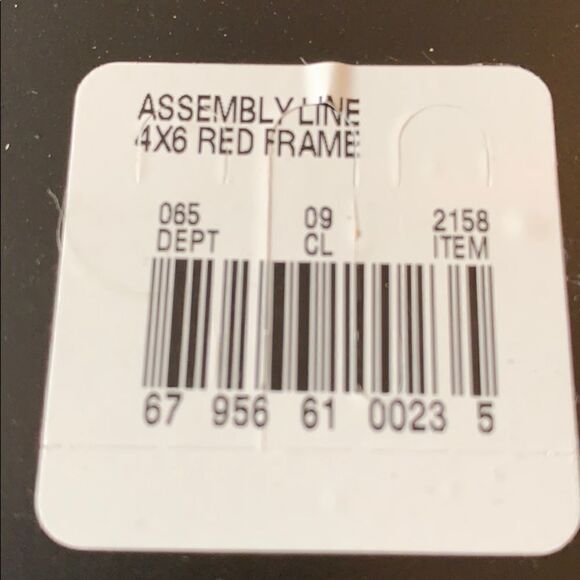 ASSEMBLY LINE
4X6 RED FRAME
065 09 2158
DEPT CL ITEM
67 956 61 0023 5